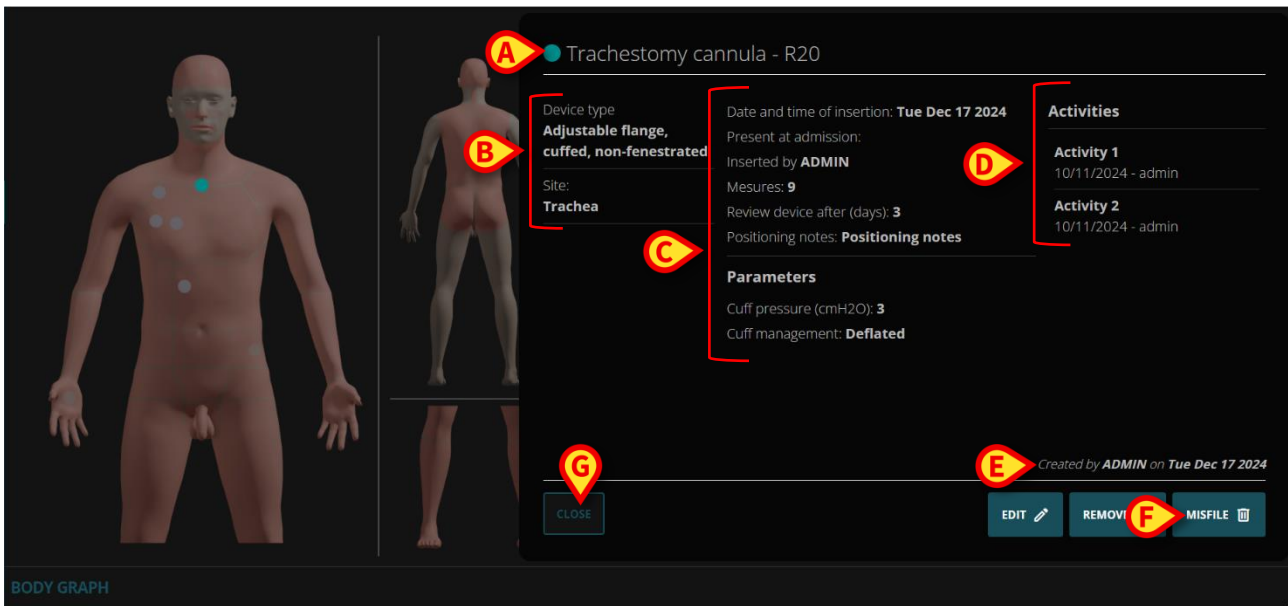 A
Trachestomy cannula - R20
B
Device type
Adjustable flange,
cuffed, non-fenestrated
Site:
Trachea
C
Date and time of insertion: Tue Dec 17 2024
Present at admission:
Inserted by ADMIN
Mesures: 9
Review device after (days): 3
Positioning notes: Positioning notes
Parameters
Cuff pressure (cmH2O): 3
Cuff management: Deflated
D
Activities
Activity 1
10/11/2024 - admin
Activity 2
10/11/2024 - admin
E
Created by ADMIN on Tue Dec 17 2024
G
CLOSE
EDIT
REMOV
F
MISFILE
BODY GRAPH